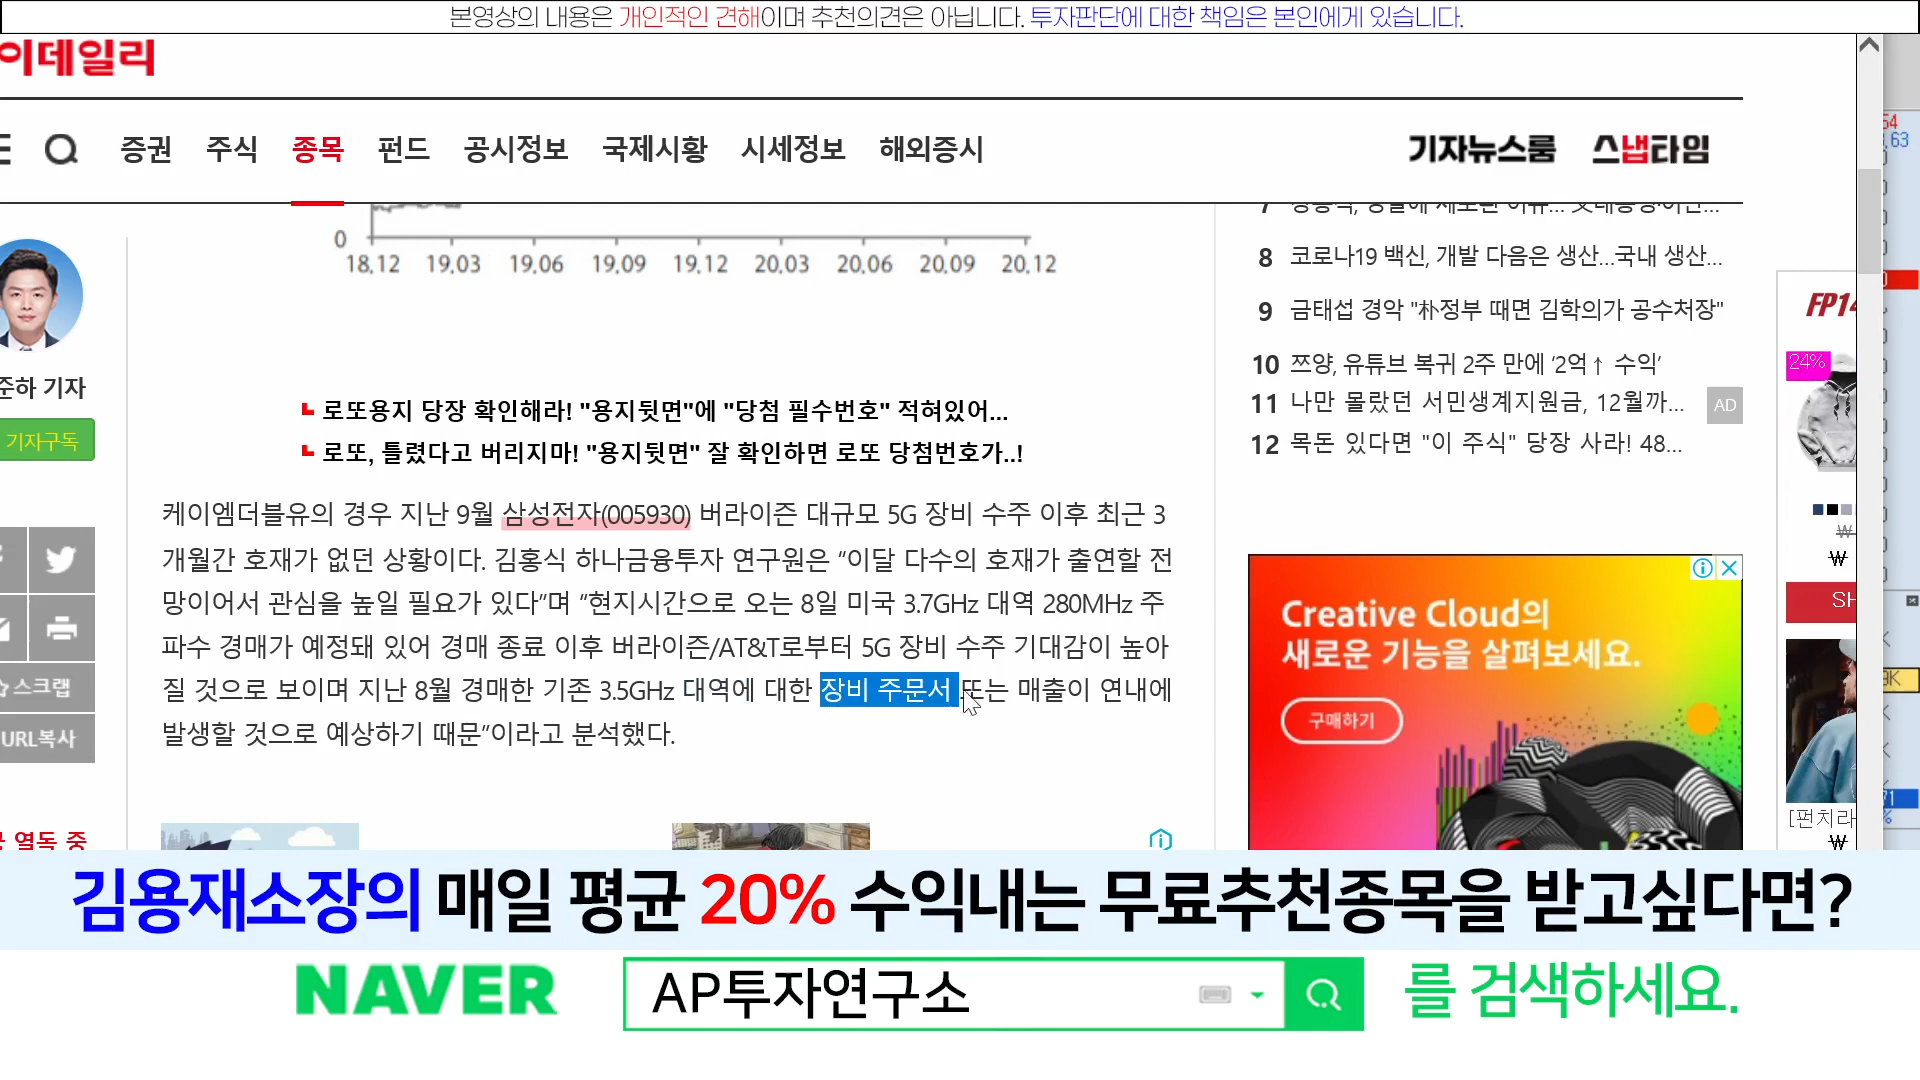 본영상의 내용은 개인적인 견해이며 추천의견은 아닙니다. 투자판단에 대한 책임은 본인에게 있습니다.
이데일리
증권 주식 종목 펀드 공시정보 국제시황 시세정보 해외증시
기자뉴스룸 스냅타임
0
18.12 19.03 19.06 19.09 19.12 20.03 20.06 20.09 20.12
준하 기자
기자구독
스크랩
URL복사
열독 중
로또용지 당장 확인해라! "용지뒷면"에 "당첨 필수번호" 적혀있어...
로또, 틀렸다고 버리지마! "용지뒷면" 잘 확인하면 로또 당첨번호가..!
케이엠더블유의 경우 지난 9월 삼성전자(005930) 버라이즌 대규모 5G 장비 수주 이후 최근 3
개월간 호재가 없던 상황이다. 김홍식 하나금융투자 연구원은 “이달 다수의 호재가 출연할 전
망이어서 관심을 높일 필요가 있다”며 “현지시간으로 오는 8일 미국 3.7GHz 대역 280MHz 주
파수 경매가 예정돼 있어 경매 종료 이후 버라이즌/AT&T로부터 5G 장비 수주 기대감이 높아
질 것으로 보이며 지난 8월 경매한 기존 3.5GHz 대역에 대한 장비 주문서 또는 매출이 연내에
발생할 것으로 예상하기 때문”이라고 분석했다.
8 코로나19 백신, 개발 다음은 생산...국내 생산...
9 금태섭 경악 "朴정부 때면 김학의가 공수처장"
10 쯔양, 유튜브 복귀 2주 만에 ‘2억↑ 수익’
11 나만 몰랐던 서민생계지원금, 12월까... AD
12 목돈 있다면 "이 주식" 당장 사라! 48...
Creative Cloud의
새로운 기능을 살펴보세요.
구매하기
FP14
24%
₩
₩
SH
[펀치라
₩
54
.63
김용재소장의 매일 평균 20% 수익내는 무료추천종목을 받고싶다면?
NAVER AP투자연구소 를 검색하세요.